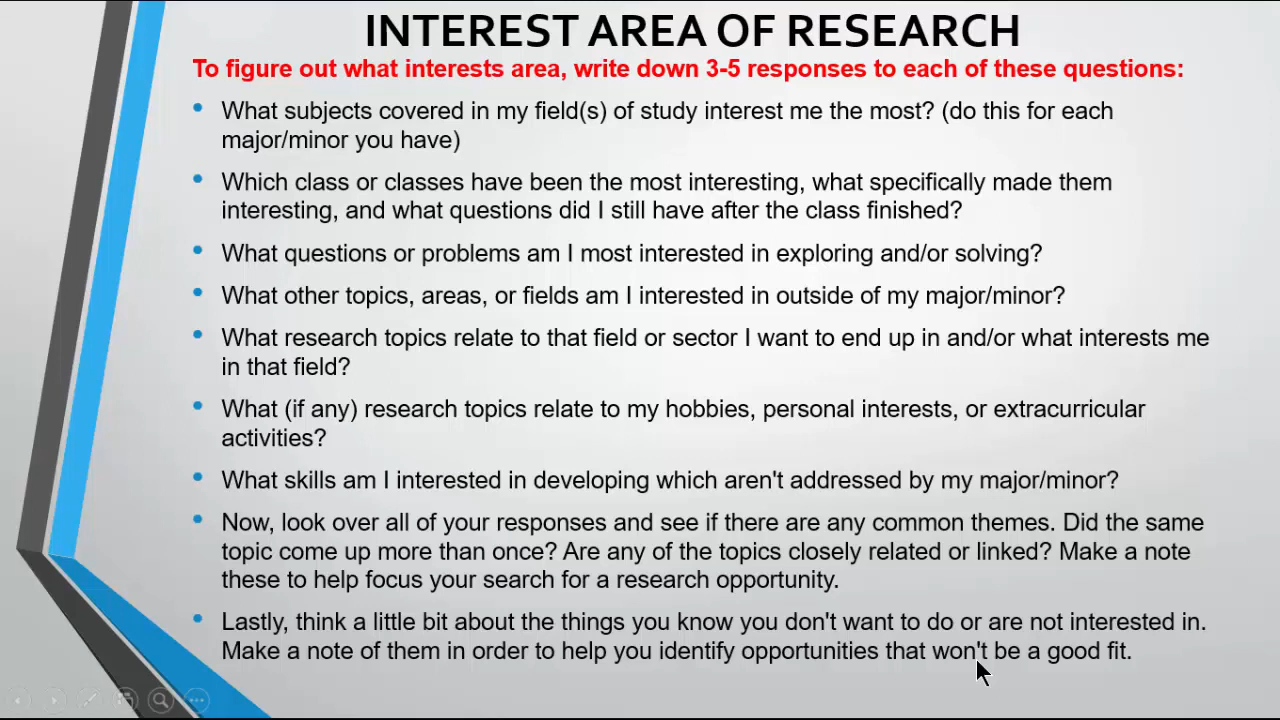 INTEREST AREA OF RESEARCH
To figure out what interests area, write down 3-5 responses to each of these questions:
• What subjects covered in my field(s) of study interest me the most? (do this for each
major/minor you have)
• Which class or classes have been the most interesting, what specifically made them
interesting, and what questions did I still have after the class finished?
• What questions or problems am I most interested in exploring and/or solving?
• What other topics, areas, or fields am I interested in outside of my major/minor?
• What research topics relate to that field or sector I want to end up in and/or what interests me
in that field?
• What (if any) research topics relate to my hobbies, personal interests, or extracurricular
activities?
• What skills am I interested in developing which aren't addressed by my major/minor?
• Now, look over all of your responses and see if there are any common themes. Did the same
topic come up more than once? Are any of the topics closely related or linked? Make a note
these to help focus your search for a research opportunity.
• Lastly, think a little bit about the things you know you don't want to do or are not interested in.
Make a note of them in order to help you identify opportunities that won't be a good fit.